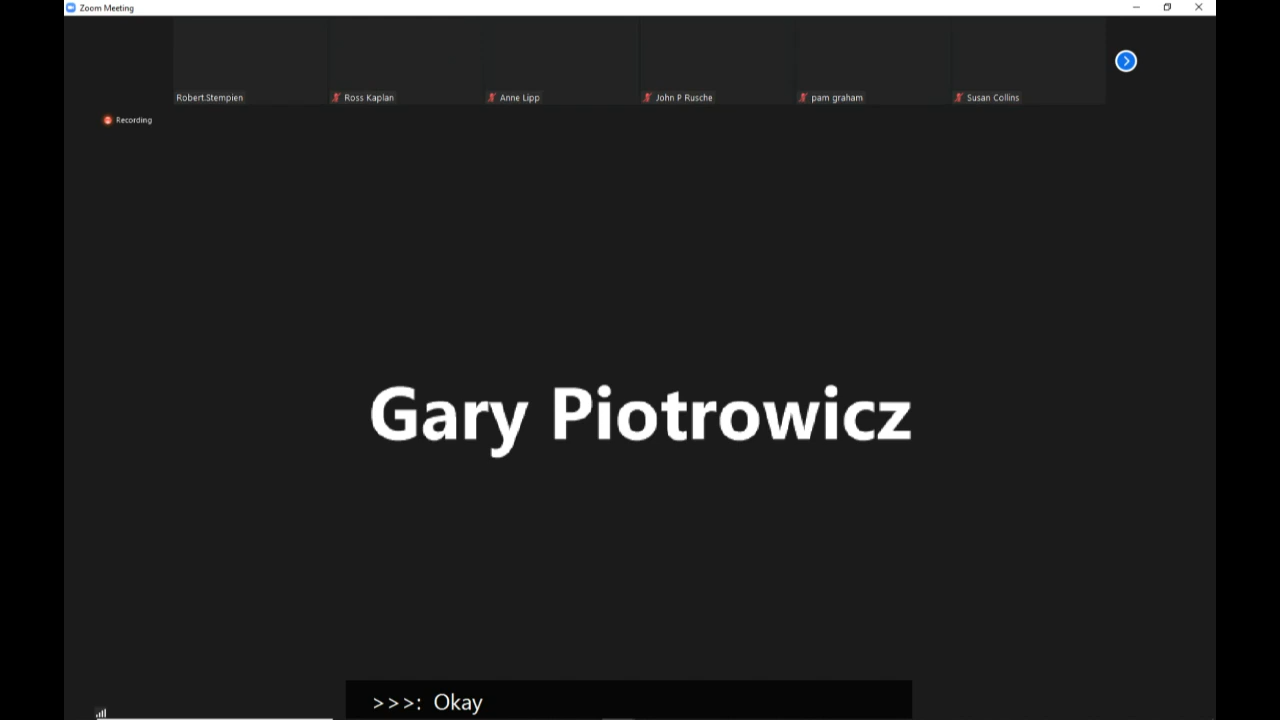 Zoom Meeting
Robert.Stempien
Ross Kaplan
Anne Lipp
John P Rusche
pam graham
Susan Collins
Recording
Gary Piotrowicz
>>>: Okay